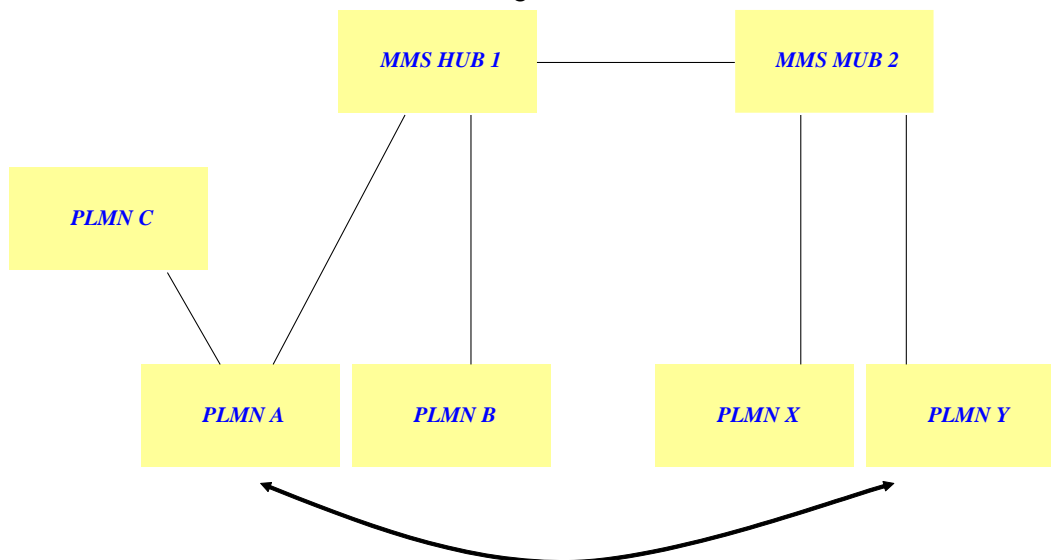 MMS HUB 1
MMS MUB 2
PLMN C
PLMN A
PLMN B
PLMN X
PLMN Y